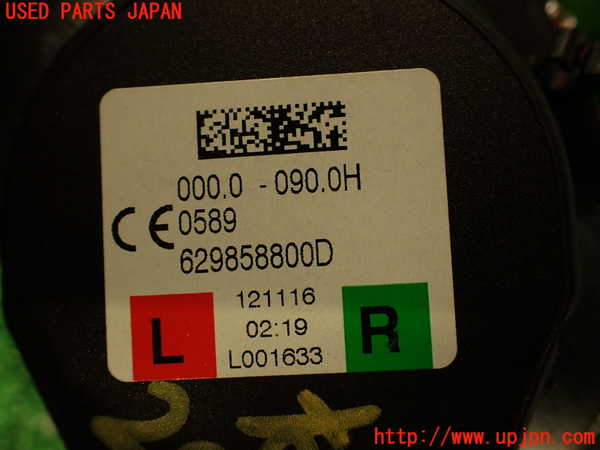 USED PARTS JAPAN
000.0 - 090.0H
CE 0589
629858800D
L 121116 R
02:19
L001633
http://www.upjpn.com/